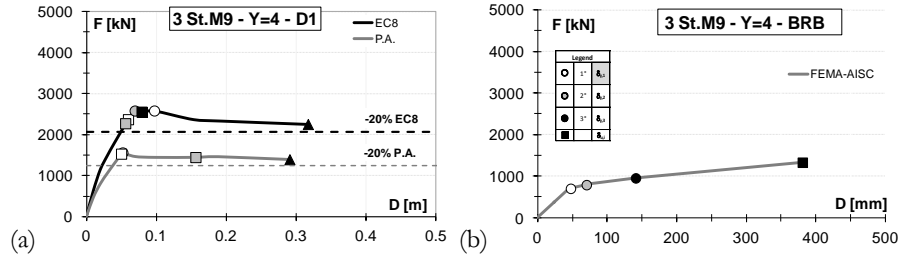 F [kN]
3 St.M9 - Y=4 - D1
EC8
P.A.
5000
4000
3000
2000
1000
0
-20% EC8
-20% P.A.
D [m]
0
0.1
0.2
0.3
0.4
0.5
(a)
F [kN]
3 St.M9 - Y=4 - BRB
5000
4000
3000
2000
1000
0
Legend
1°
2°
3°
FEMA-AISC
D [mm]
0
100
200
300
400
500
(b)